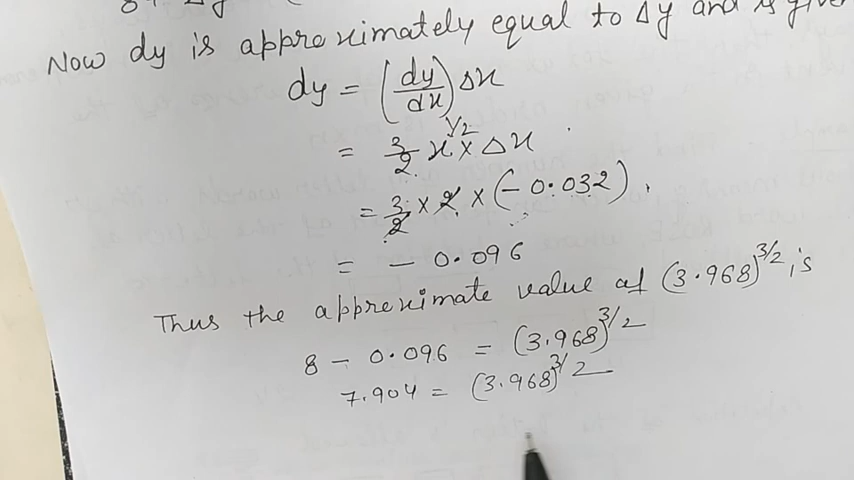 Now dy is approximately equal to Δy and is
dy = (dy/dx) Δx
= 3/2 x^1/2 × Δx
= 3/2 × 2 × (- 0.032).
= - 0.096
Thus the approximate value of (3.968)^3/2 is
8 - 0.096 = (3.968)^3/2
7.904 = (3.968)^3/2